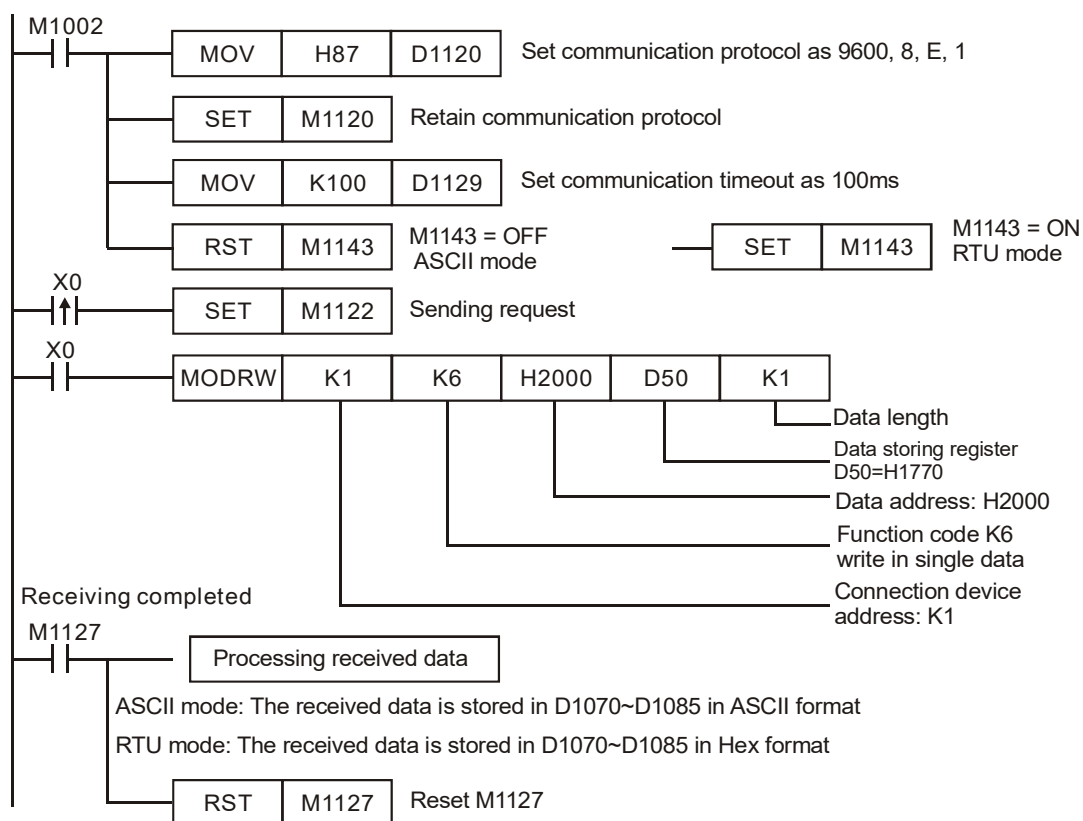 M1002
MOV H87 D1120 Set communication protocol as 9600, 8, E, 1
SET M1120 Retain communication protocol
MOV K100 D1129 Set communication timeout as 100ms
RST M1143 M1143 = OFF
ASCII mode
SET M1143 M1143 = ON
RTU mode
X0
SET M1122 Sending request
X0
MODRW K1 K6 H2000 D50 K1
Data length
Data storing register
D50=H1770
Data address: H2000
Function code K6
write in single data
Connection device
address: K1
Receiving completed
M1127
Processing received data
ASCII mode: The received data is stored in D1070~D1085 in ASCII format
RTU mode: The received data is stored in D1070~D1085 in Hex format
RST M1127 Reset M1127